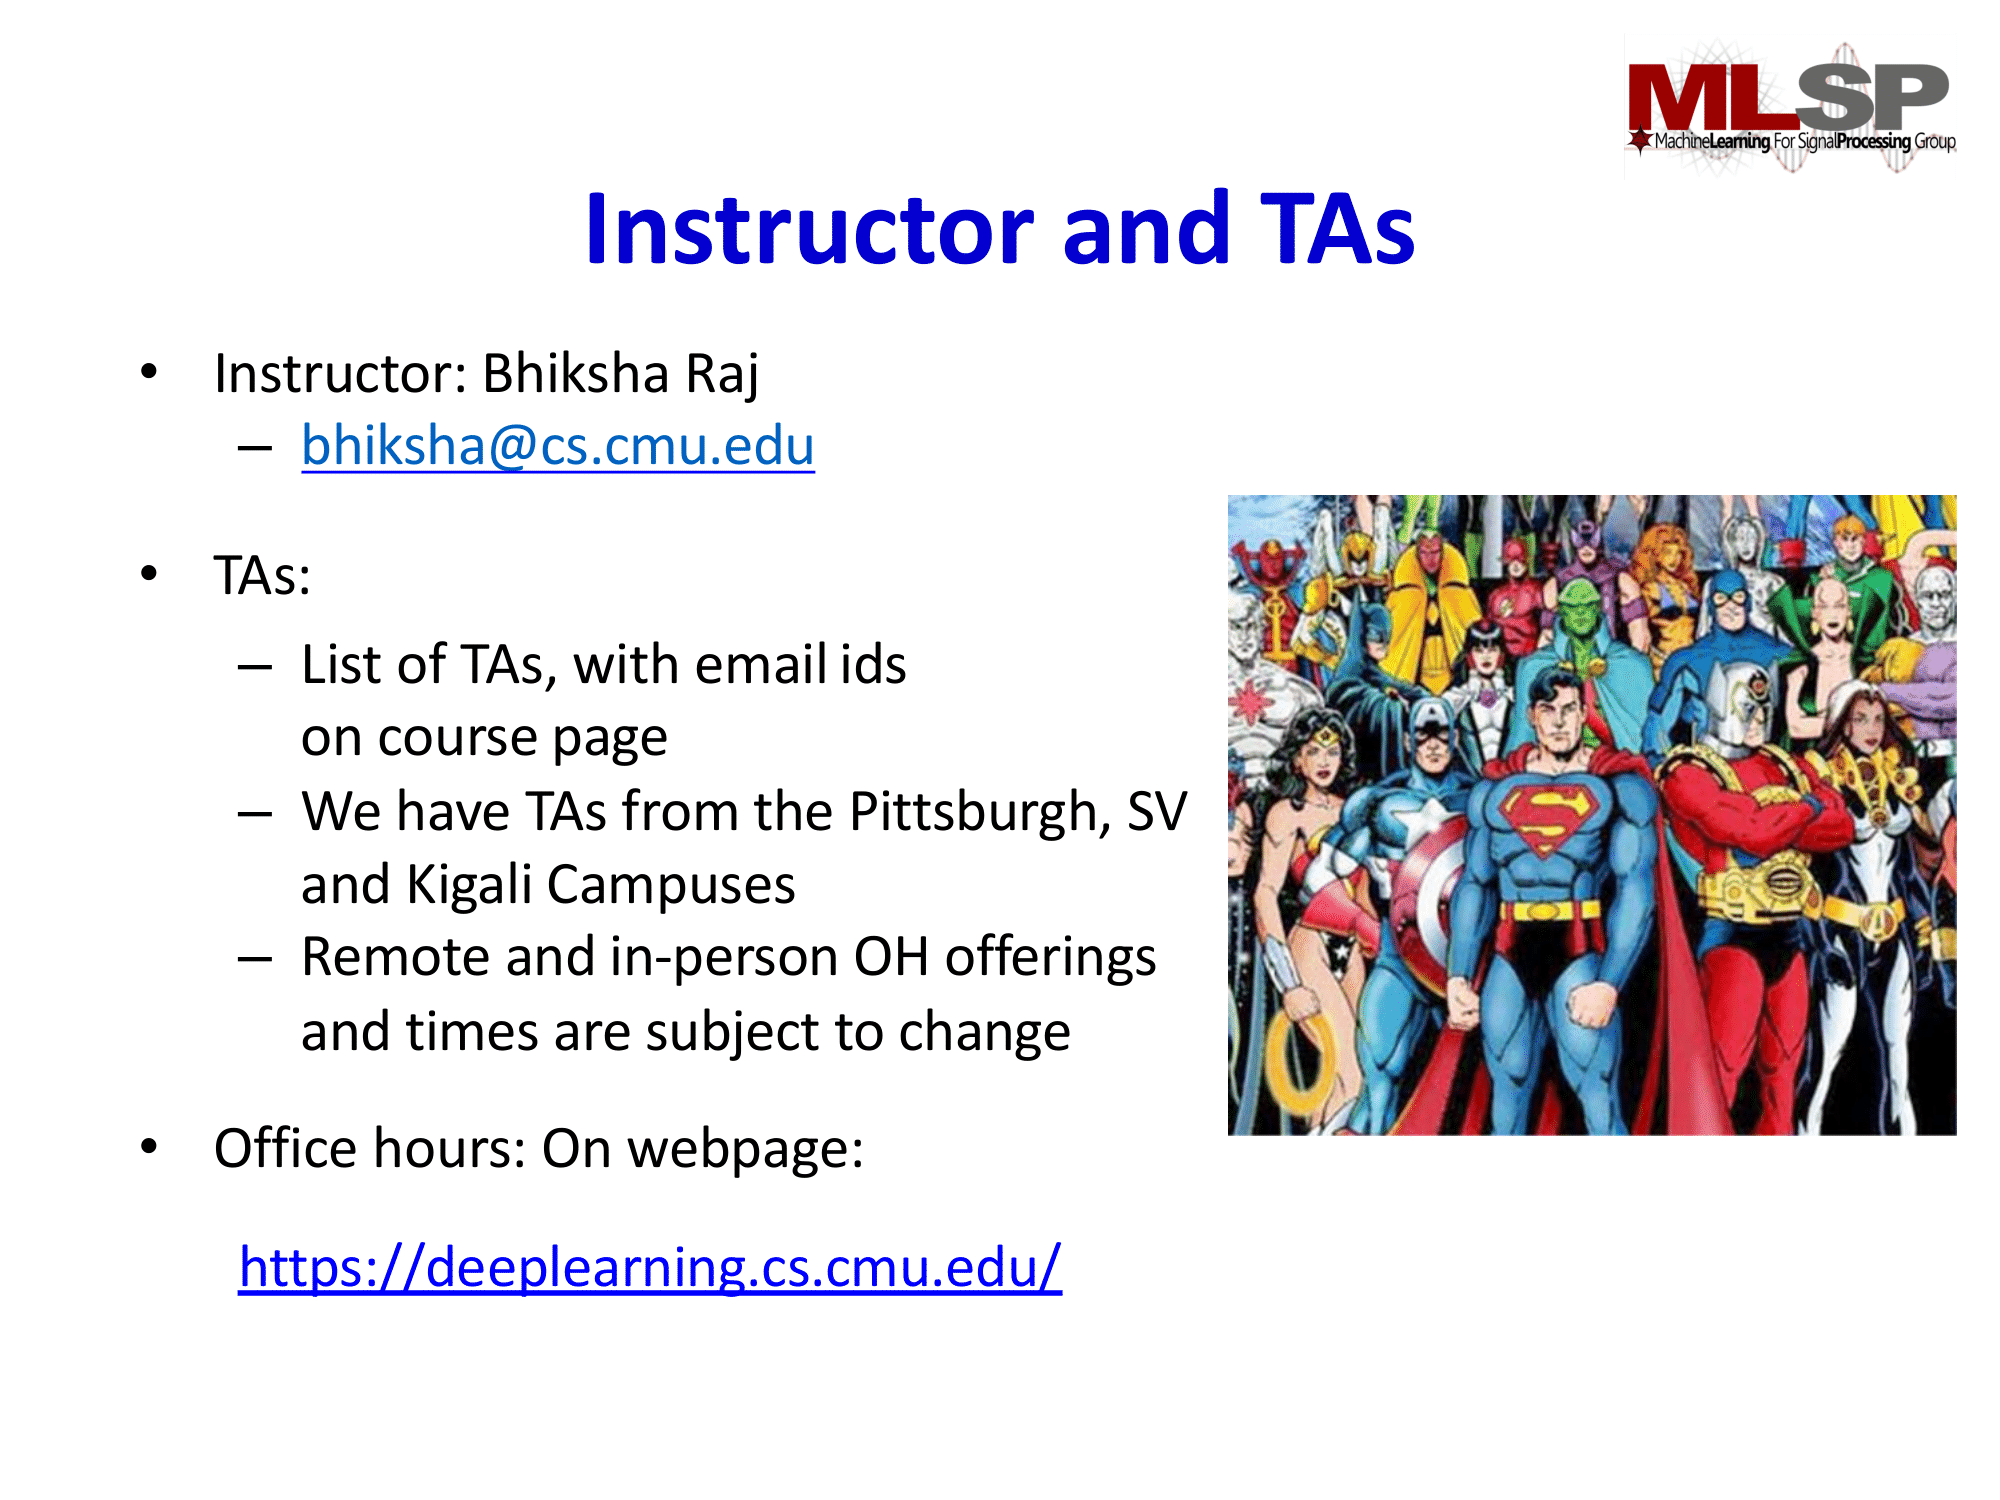 MLSP
MachineLearning For SignalProcessing Group
Instructor and TAs
• Instructor: Bhiksha Raj
– bhiksha@cs.cmu.edu
• TAs:
– List of TAs, with email ids
on course page
– We have TAs from the Pittsburgh, SV
and Kigali Campuses
– Remote and in-person OH offerings
and times are subject to change
• Office hours: On webpage:
https://deeplearning.cs.cmu.edu/